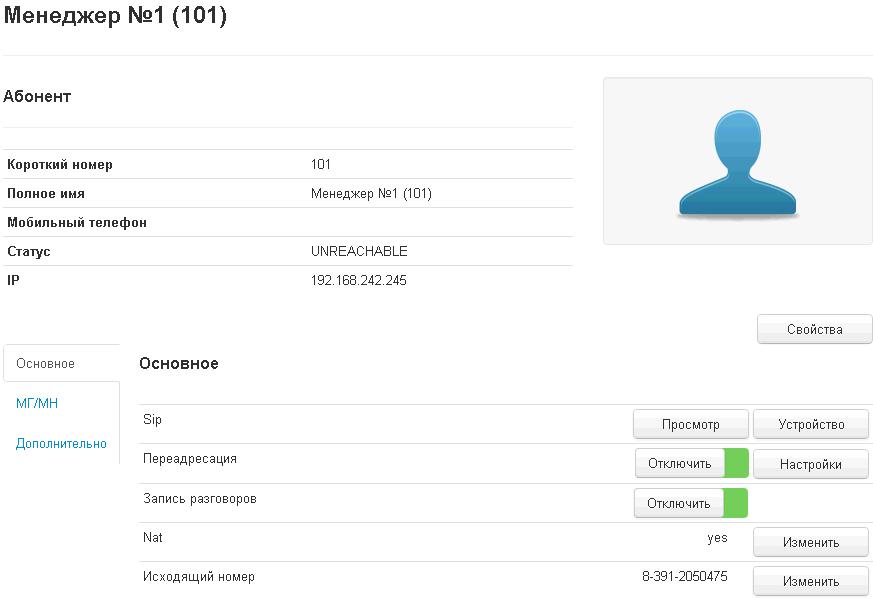 Менеджер №1 (101)
Абонент
Короткий номер 101
Полное имя Менеджер №1 (101)
Мобильный телефон
Статус UNREACHABLE
IP 192.168.242.245
Свойства
Основное
МГ/МН
Дополнительно
Основное
Sip Просмотр Устройство
Переадресация Отключить Настройки
Запись разговоров Отключить
Nat yes Изменить
Исходящий номер 8-391-2050475 Изменить